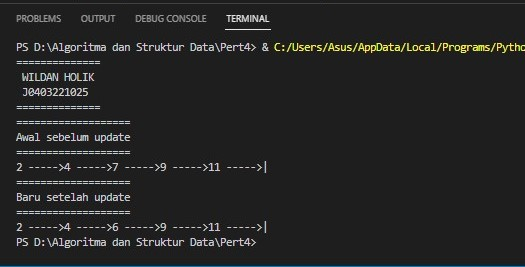 PROBLEMS OUTPUT DEBUG CONSOLE TERMINAL
PS D:\Algoritma dan Struktur Data\Pert4> & C:/Users/Asus/AppData/Local/Programs/Pytho
==============
WILDAN HOLIK
J0403221025
==============
===================
Awal sebelum update
===================
2 ----->4 ----->7 ----->9 ----->11 ----->|
===================
Baru setelah update
===================
2 ----->4 ----->6 ----->9 ----->11 ----->|
PS D:\Algoritma dan Struktur Data\Pert4>